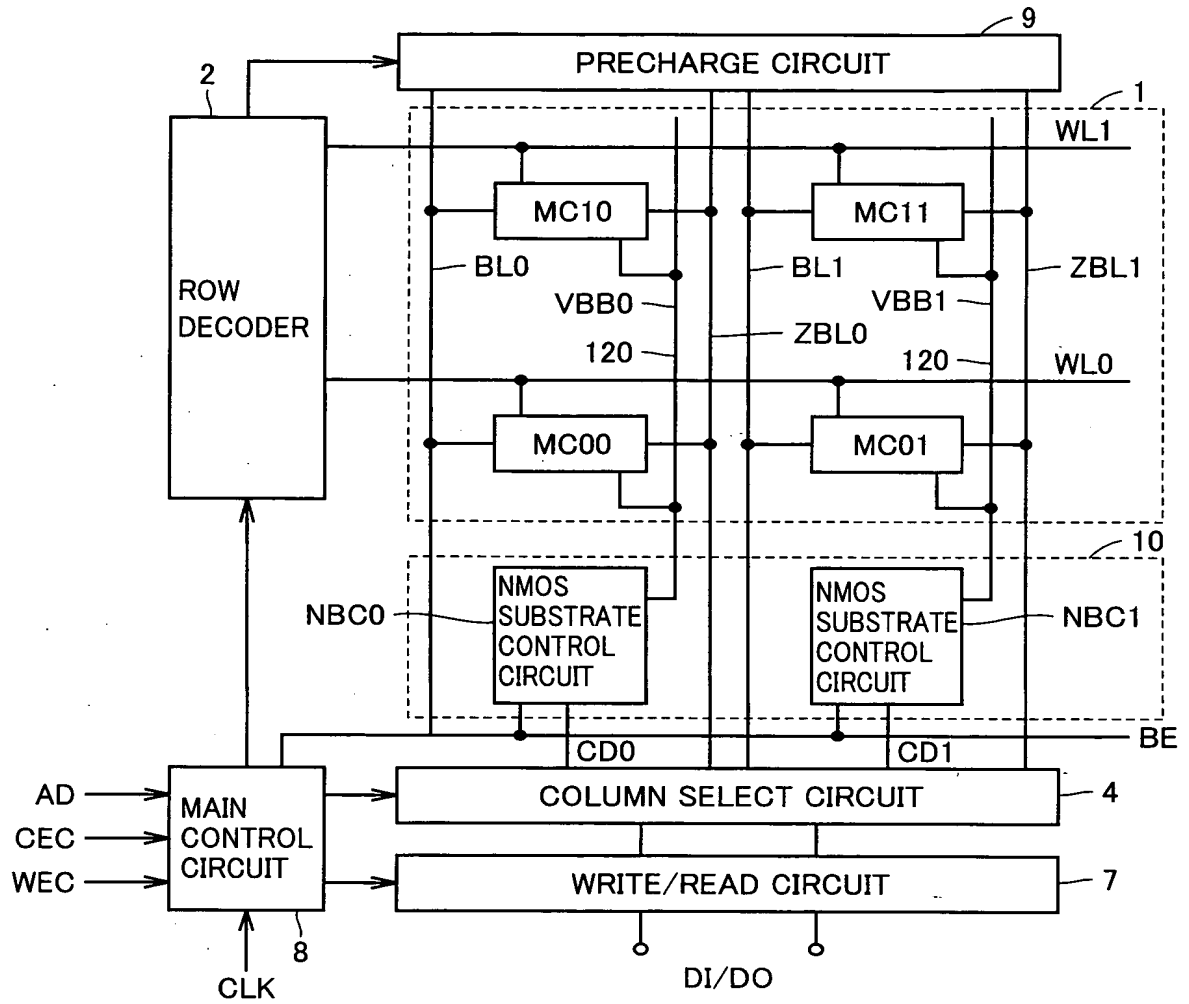 9
PRECHARGE CIRCUIT
2
1
WL1
MC10
MC11
BL0
BL1
ZBL1
ROW
DECODER
VBB0
VBB1
ZBL0
120
120
WL0
MC00
MC01
10
NMOS
SUBSTRATE
CONTROL
CIRCUIT
NMOS
SUBSTRATE
CONTROL
CIRCUIT
NBC0
NBC1
BE
CD0
CD1
AD
CEC
WEC
MAIN
CONTROL
CIRCUIT
COLUMN SELECT CIRCUIT
4
WRITE/READ CIRCUIT
7
8
CLK
DI/DO